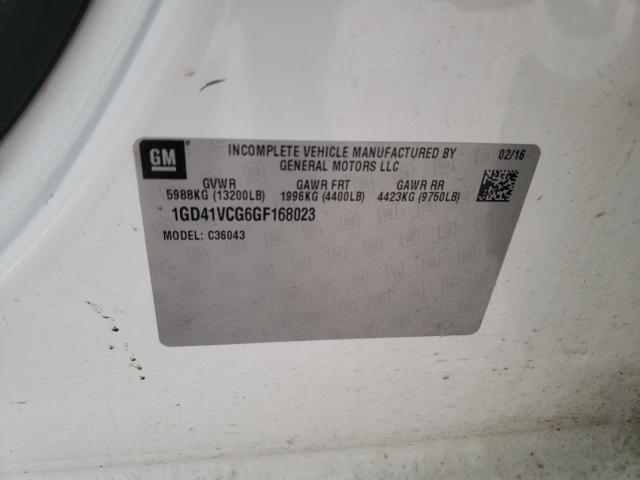 GM
INCOMPLETE VEHICLE MANUFACTURED BY
GENERAL MOTORS LLC
02/16
GVWR GAWR FRT GAWR RR
5988KG (13200LB) 1996KG (4400LB) 4423KG (9750LB)
1GD41VCG6GF168023
MODEL: C36043